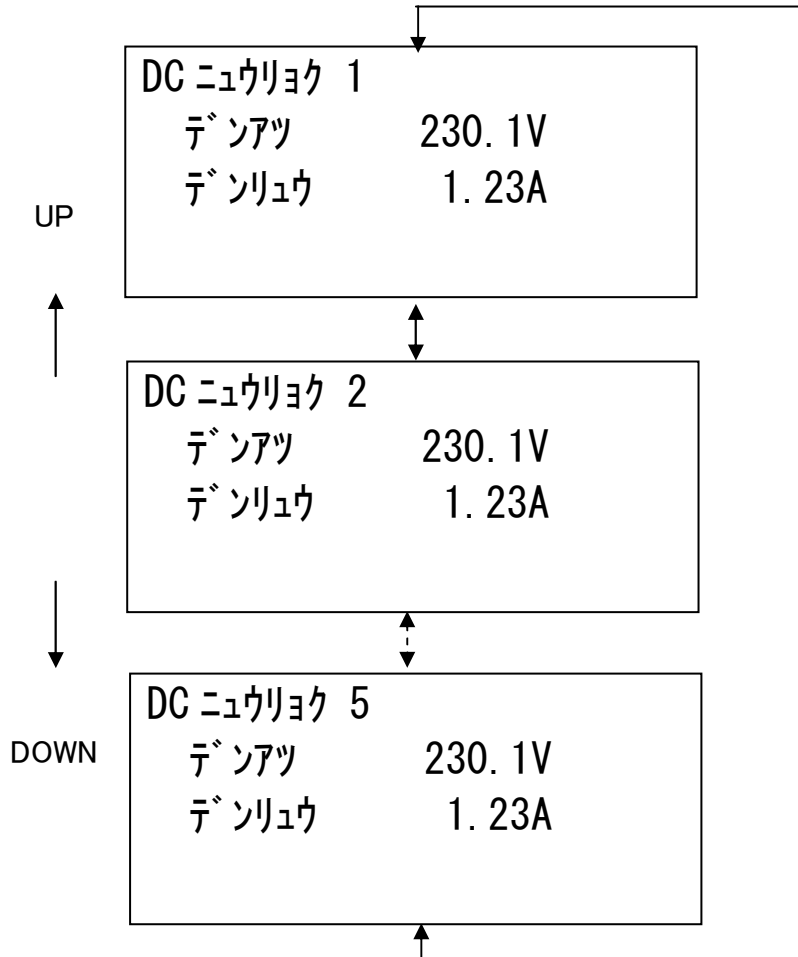 DC ﾆｭｳﾘｮｸ 1
ﾃﾞﾝｱﾂ 230.1V
ﾃﾞﾝﾘｭｳ 1.23A
UP
DC ﾆｭｳﾘｮｸ 2
ﾃﾞﾝｱﾂ 230.1V
ﾃﾞﾝﾘｭｳ 1.23A
DOWN
DC ﾆｭｳﾘｮｸ 5
ﾃﾞﾝｱﾂ 230.1V
ﾃﾞﾝﾘｭｳ 1.23A